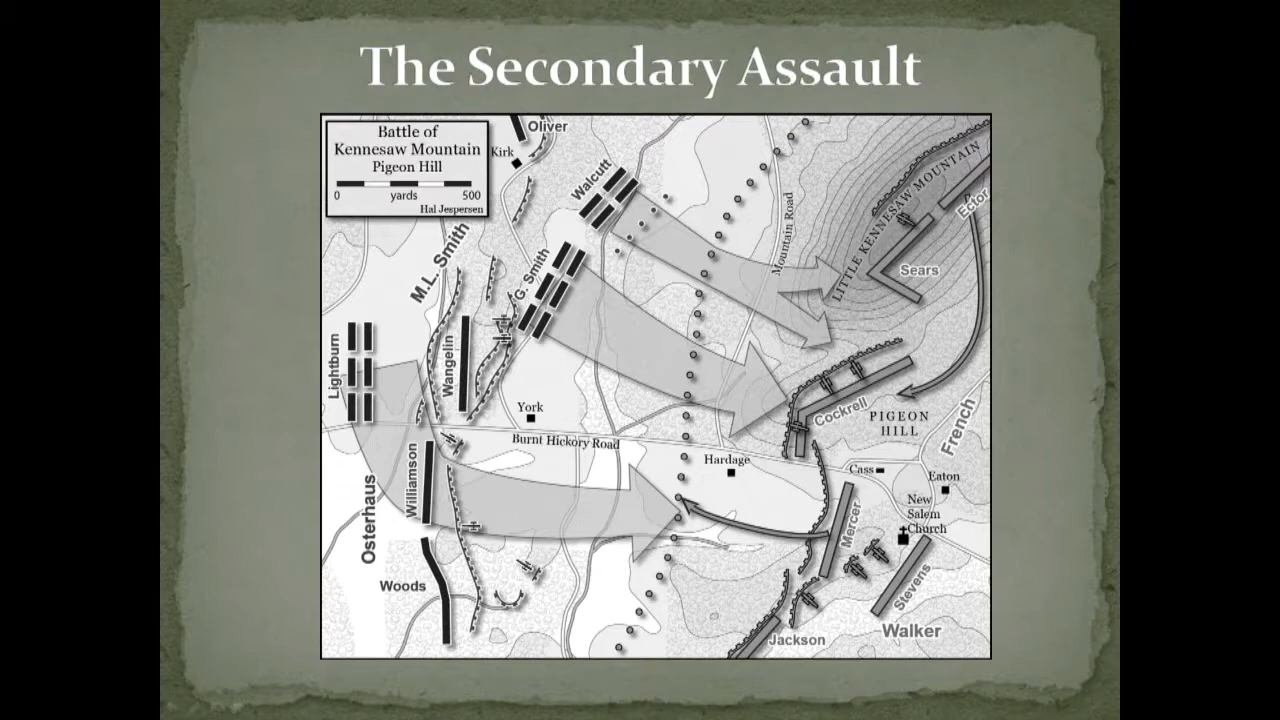 The Secondary Assault
Battle of
Kennesaw Mountain
Pigeon Hill
0 yards 500
Hal Jespersen
Oliver
Kirk
Walcutt
M.L. Smith
G. Smith
Mountain Road
LITTLE KENNESAW MOUNTAIN
Ector
Sears
Lightburn
Wangelin
York
Burnt Hickory Road
Cockrell
PIGEON
HILL
French
Hardage
Cass
Eaton
New
Salem
Church
Williamson
Osterhaus
Mercer
Woods
Stevens
Jackson
Walker